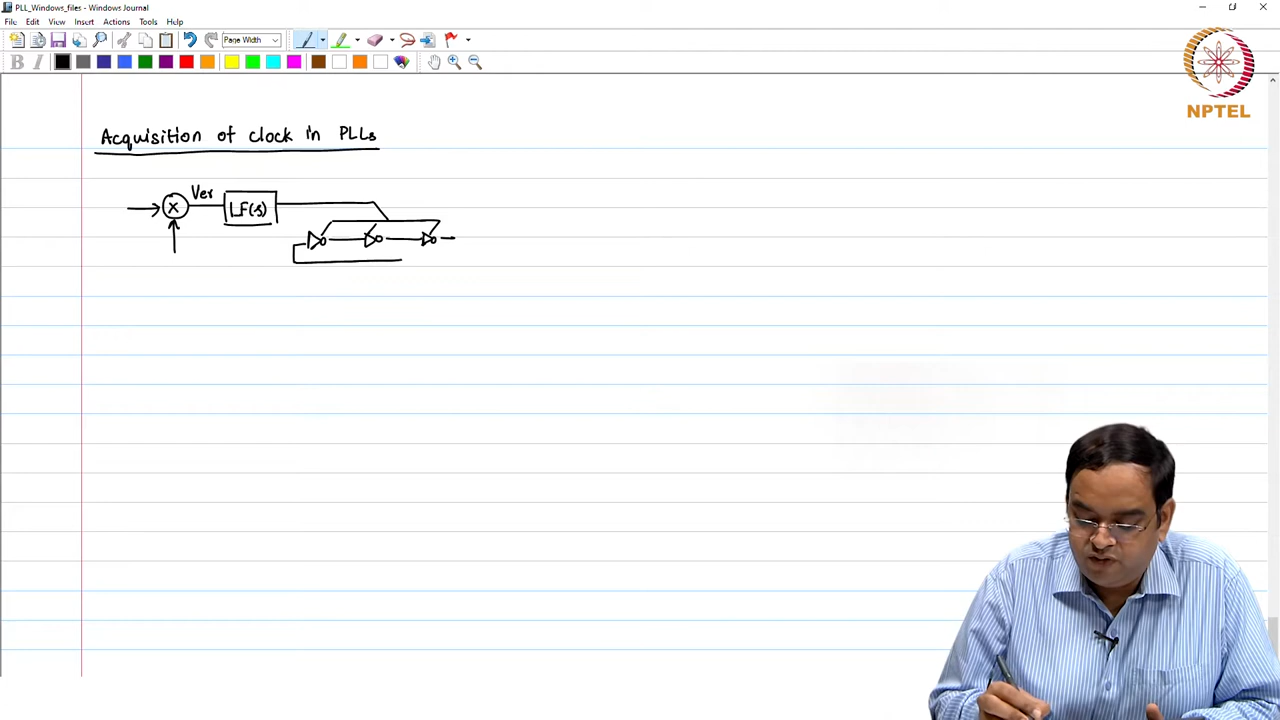 PLL_Windows_files - Windows Journal
File Edit View Insert Actions Tools Help
Page Width
B I
NPTEL
Acquisition of clock in PLLs
Ver
X
LF(s)